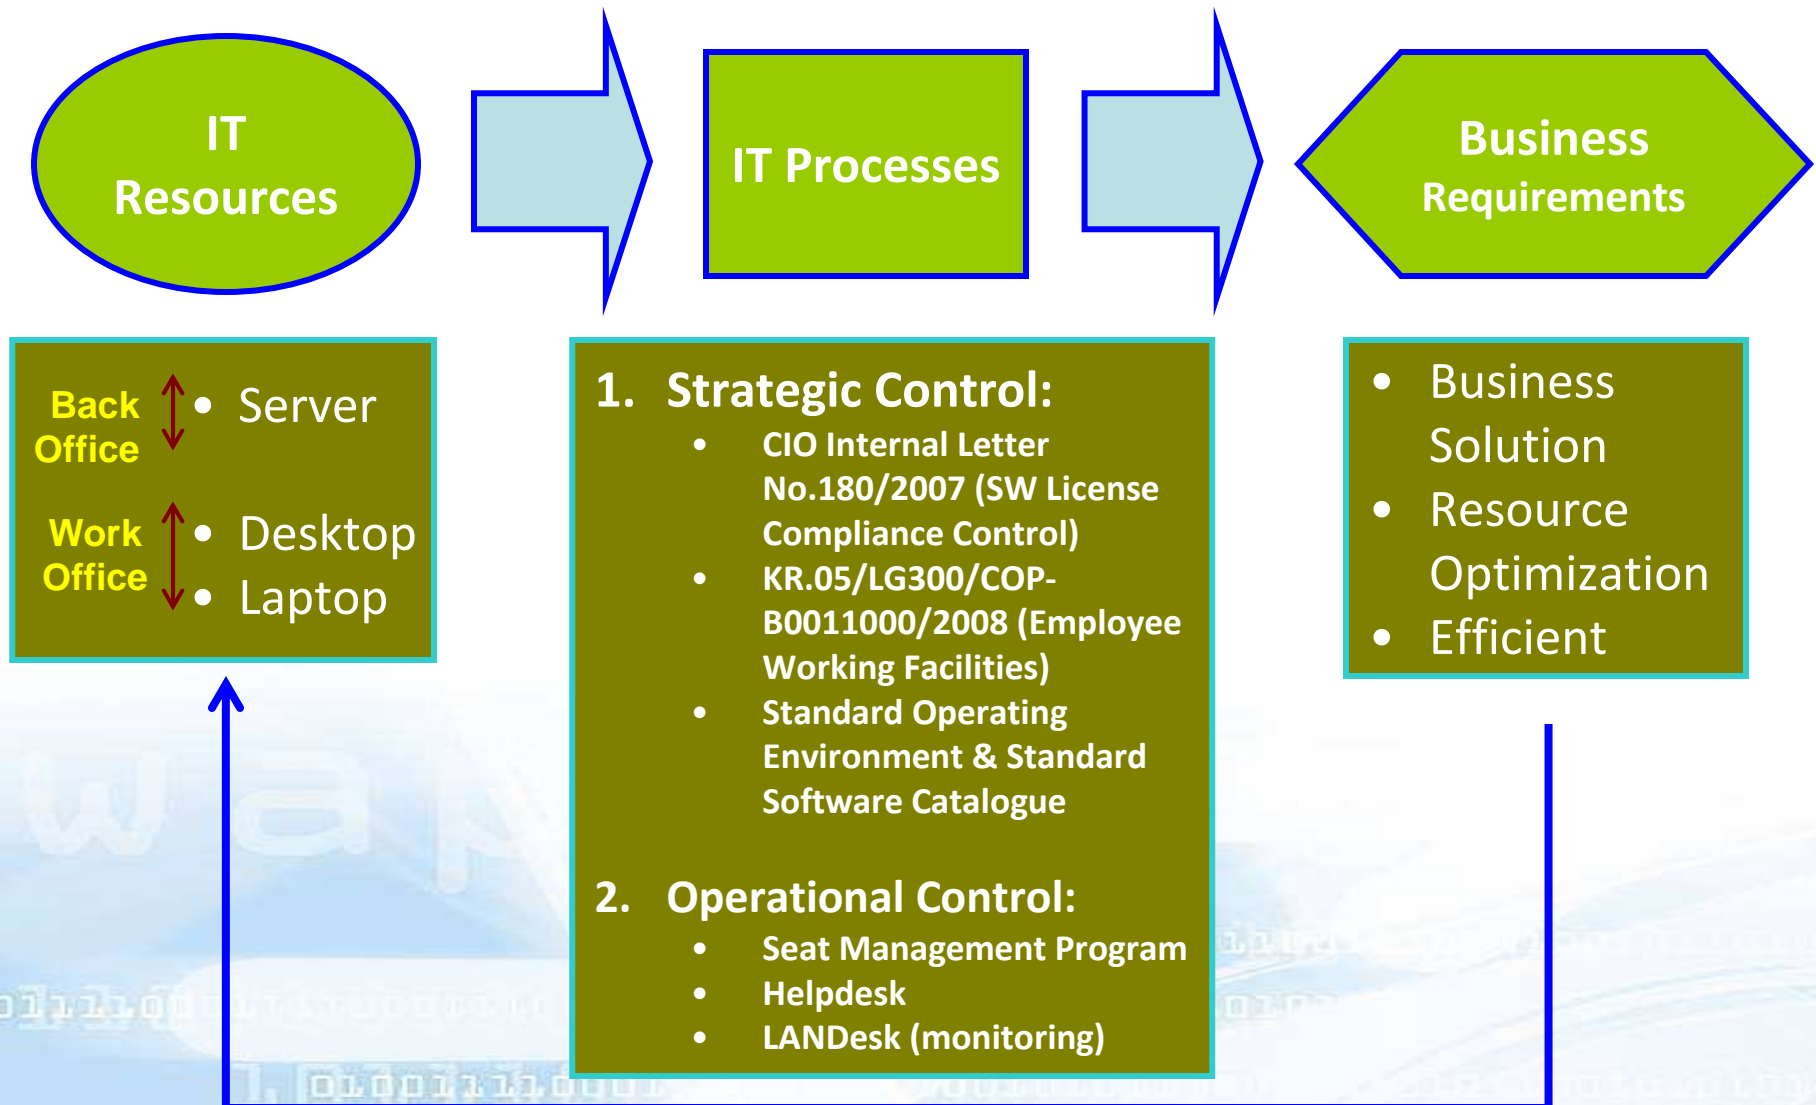 IT
Resources
IT Processes
Business
Requirements
Back
Office
• Server
Work
Office
• Desktop
• Laptop
1. Strategic Control:
• CIO Internal Letter
No.180/2007 (SW License
Compliance Control)
• KR.05/LG300/COP-
B0011000/2008 (Employee
Working Facilities)
• Standard Operating
Environment & Standard
Software Catalogue
2. Operational Control:
• Seat Management Program
• Helpdesk
• LANDesk (monitoring)
• Business
Solution
• Resource
Optimization
• Efficient